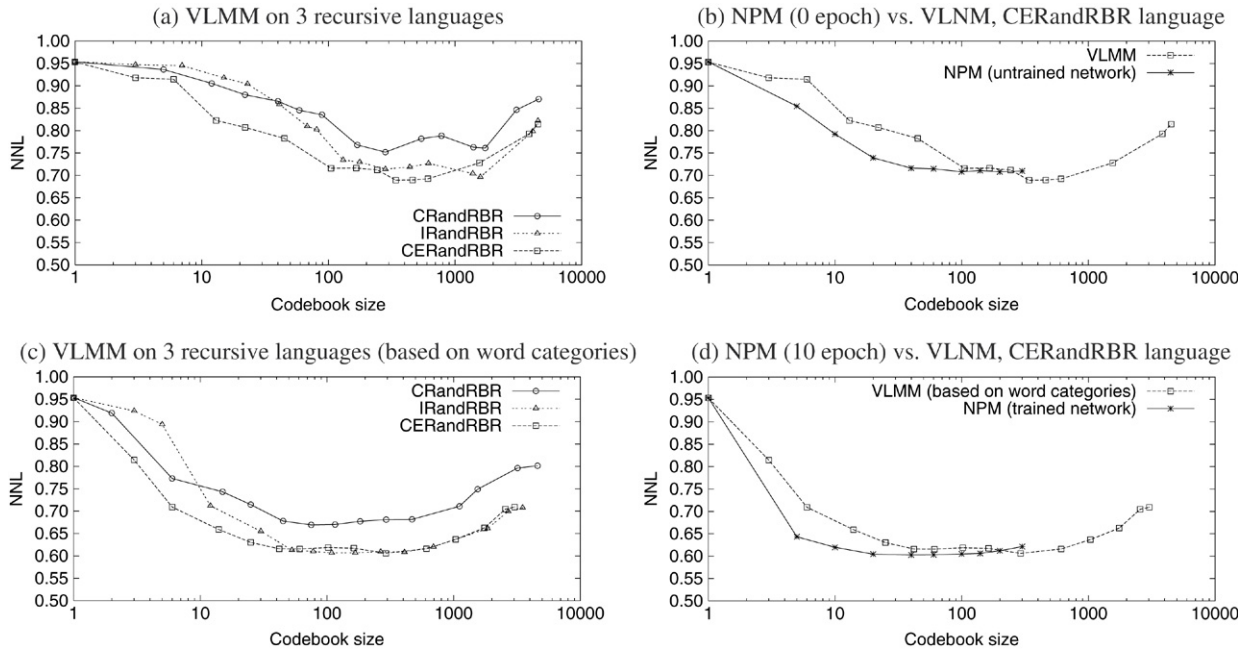 (a) VLMM on 3 recursive languages
NNL
1.00
0.95
0.90
0.85
0.80
0.75
0.70
0.65
0.60
0.55
0.50
CRandRBR
IRandRBR
CERandRBR
1 10 100 1000 10000
Codebook size
(b) NPM (0 epoch) vs. VLNM, CERandRBR language
NNL
1.00
0.95
0.90
0.85
0.80
0.75
0.70
0.65
0.60
0.55
0.50
VLMM
NPM (untrained network)
1 10 100 1000 10000
Codebook size
(c) VLMM on 3 recursive languages (based on word categories)
NNL
1.00
0.95
0.90
0.85
0.80
0.75
0.70
0.65
0.60
0.55
0.50
CRandRBR
IRandRBR
CERandRBR
1 10 100 1000 10000
Codebook size
(d) NPM (10 epoch) vs. VLNM, CERandRBR language
NNL
1.00
0.95
0.90
0.85
0.80
0.75
0.70
0.65
0.60
0.55
0.50
VLMM (based on word categories)
NPM (trained network)
1 10 100 1000 10000
Codebook size